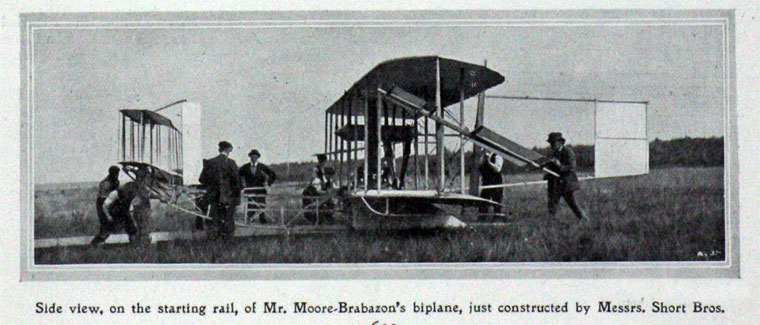 Side view, on the starting rail, of Mr. Moore-Brabazon's biplane, just constructed by Messrs. Short Bros.